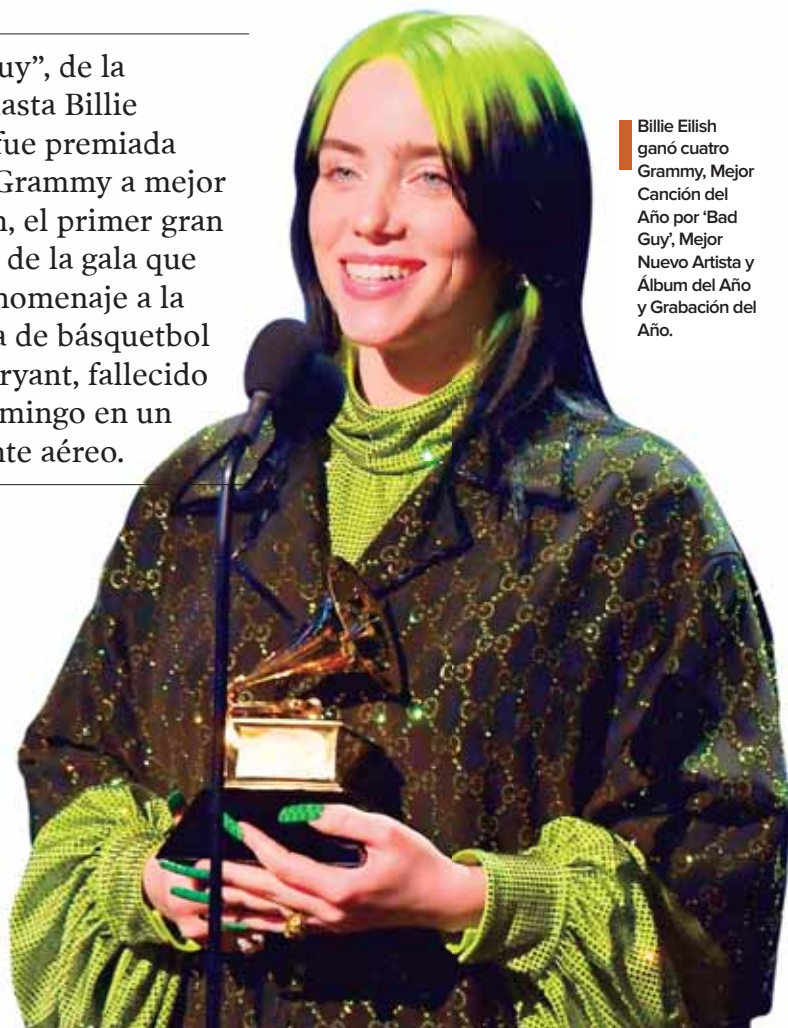 uy”, de la
asta Billie
fue premiada
Grammy a mejor
n, el primer gran
de la gala que
homenaje a la
a de básquetbol
ryant, fallecido
mingo en un
nte aéreo.
Billie Eilish
ganó cuatro
Grammy, Mejor
Canción del
Año por ‘Bad
Guy’, Mejor
Nuevo Artista y
Álbum del Año
y Grabación del
Año.